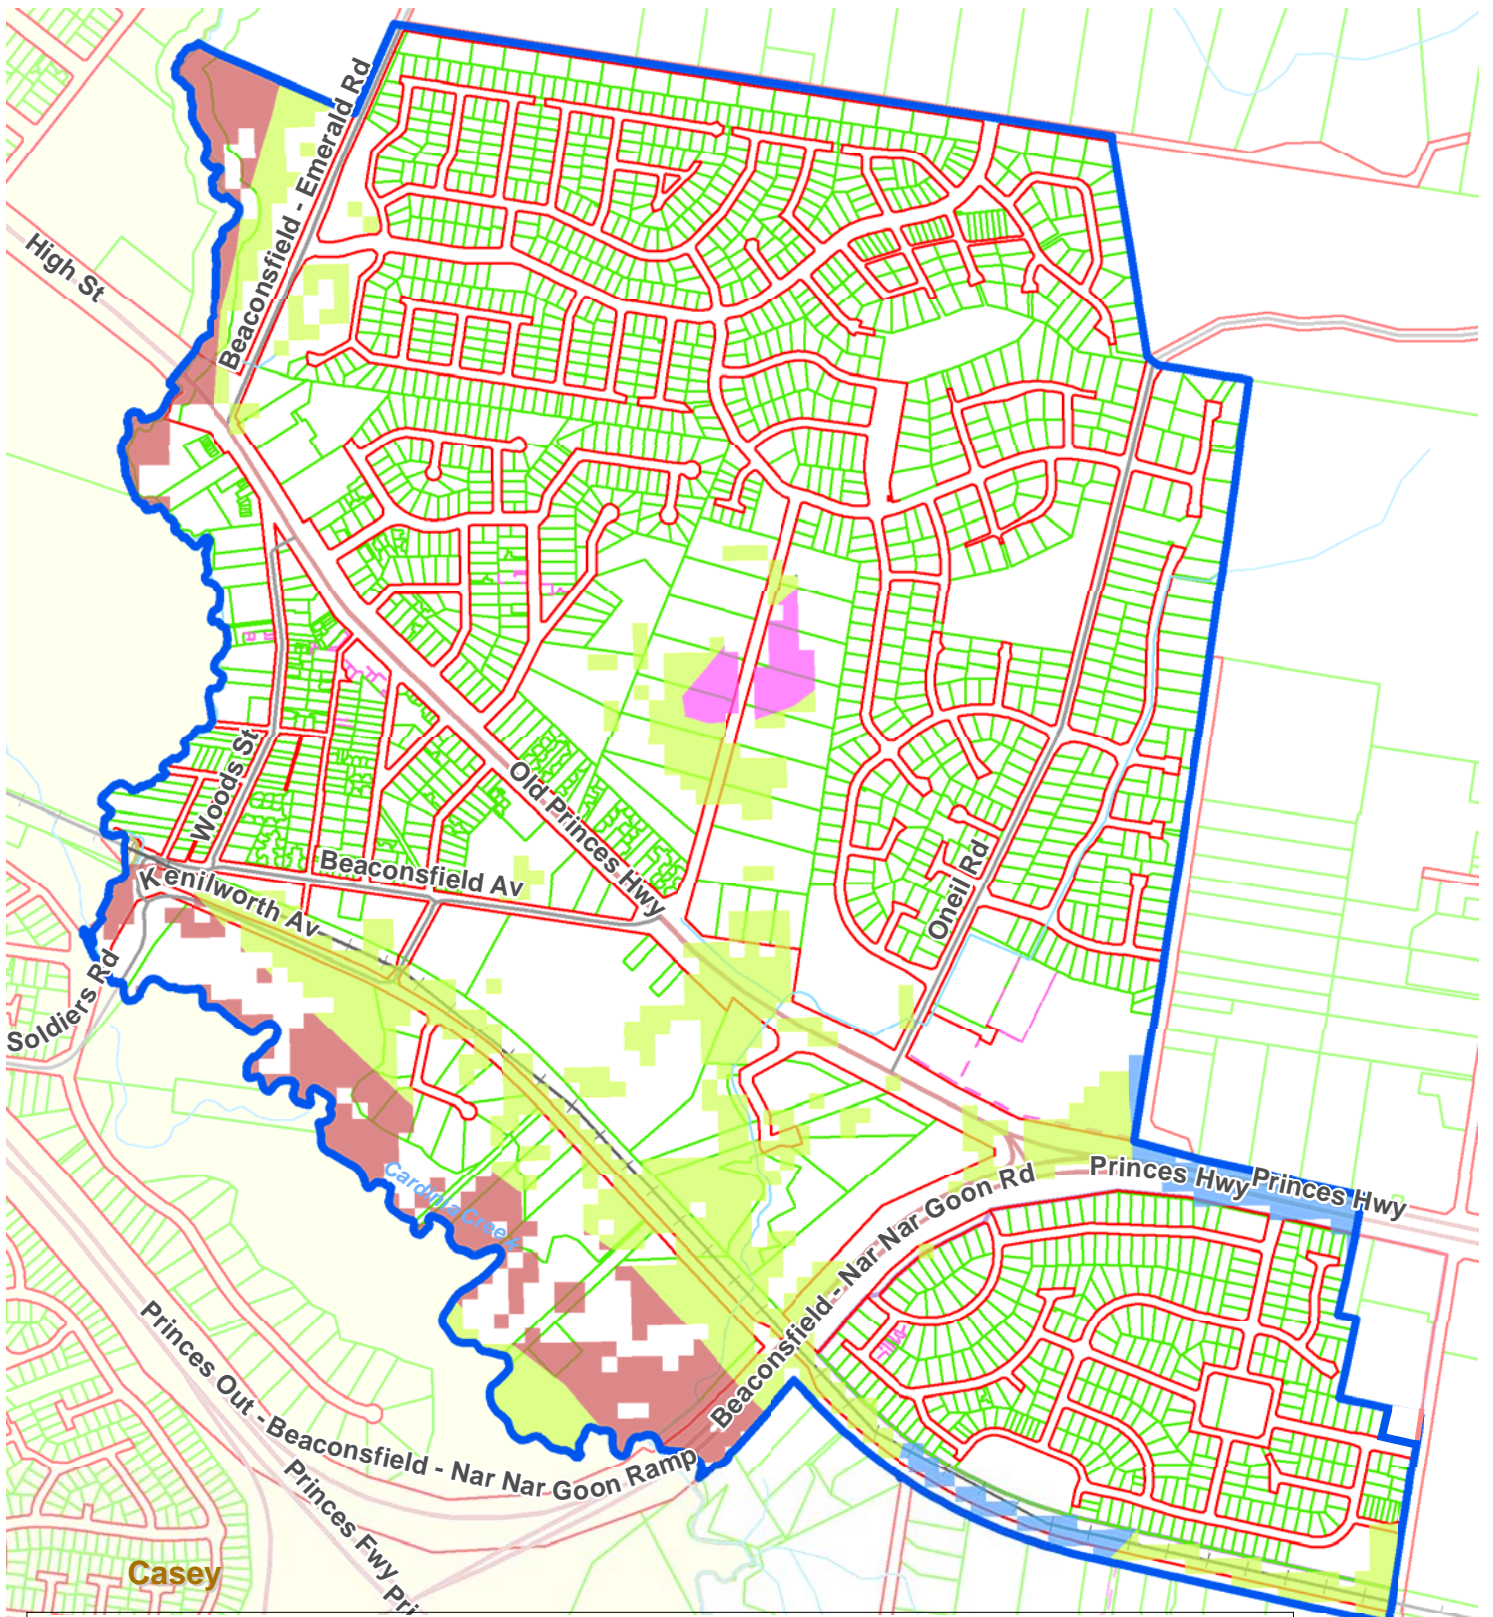 Beaconsfield - Emerald Rd
High St
Woods St
Old Princes Hwy
Beaconsfield Av
Kenilworth Av
Oneil Rd
Soldiers Rd
Cardinia Creek
Princes Hwy
Princes Hwy
Beaconsfield - Nar Nar Goon Rd
Princes Out - Beaconsfield - Nar Nar Goon Ramp
Princes Fwy
Pri
Casey